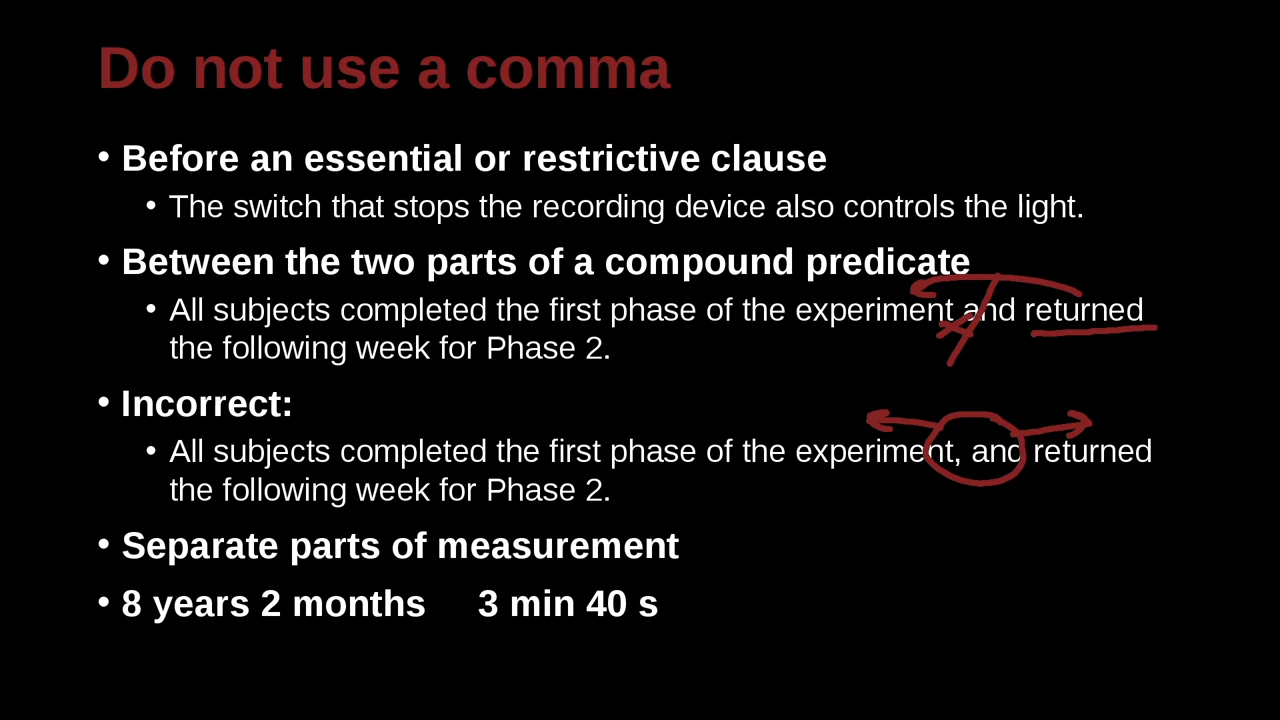 Do not use a comma
• Before an essential or restrictive clause
• The switch that stops the recording device also controls the light.
• Between the two parts of a compound predicate
• All subjects completed the first phase of the experiment and returned
the following week for Phase 2.
• Incorrect:
• All subjects completed the first phase of the experiment, and returned
the following week for Phase 2.
• Separate parts of measurement
• 8 years 2 months 3 min 40 s